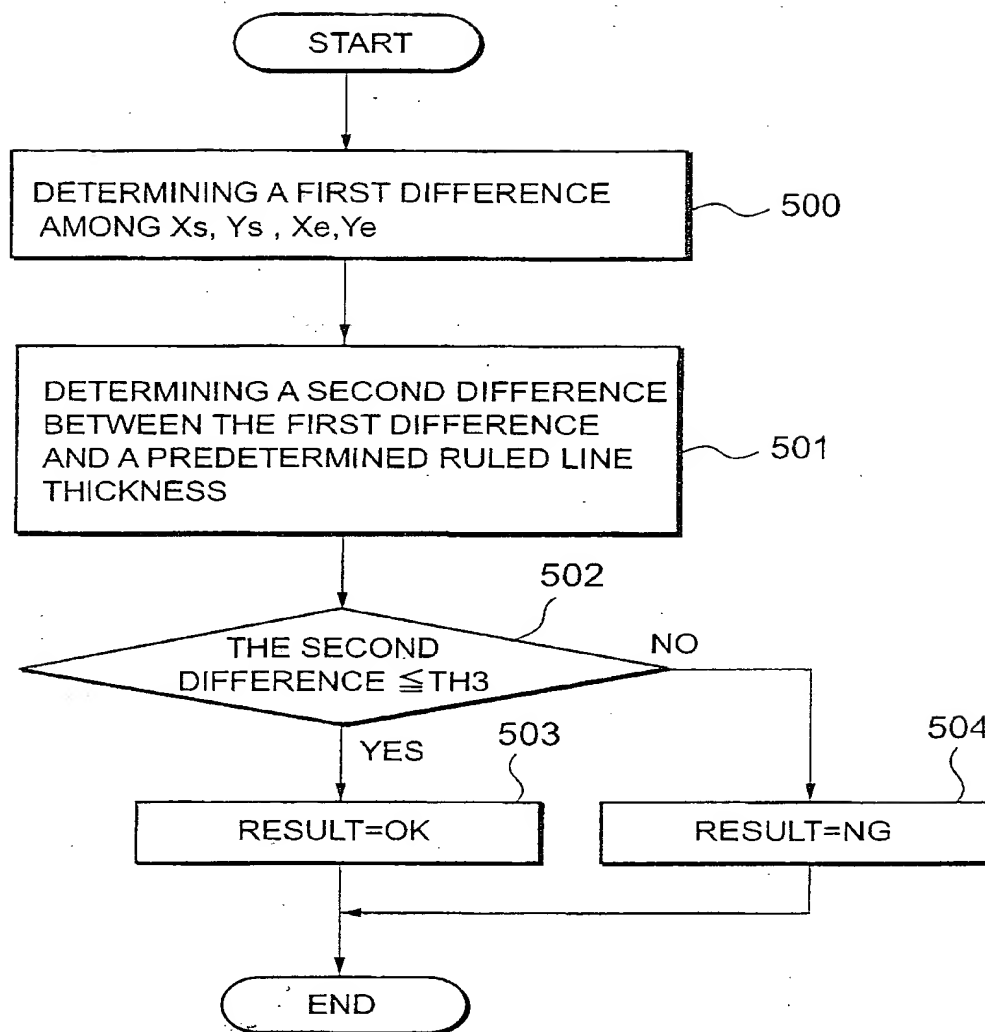 START
DETERMINING A FIRST DIFFERENCE
AMONG Xs, Ys , Xe,Ye
500
DETERMINING A SECOND DIFFERENCE
BETWEEN THE FIRST DIFFERENCE
AND A PREDETERMINED RULED LINE
THICKNESS
501
502
THE SECOND
DIFFERENCE ≦TH3
NO
YES
503
RESULT=OK
504
RESULT=NG
END